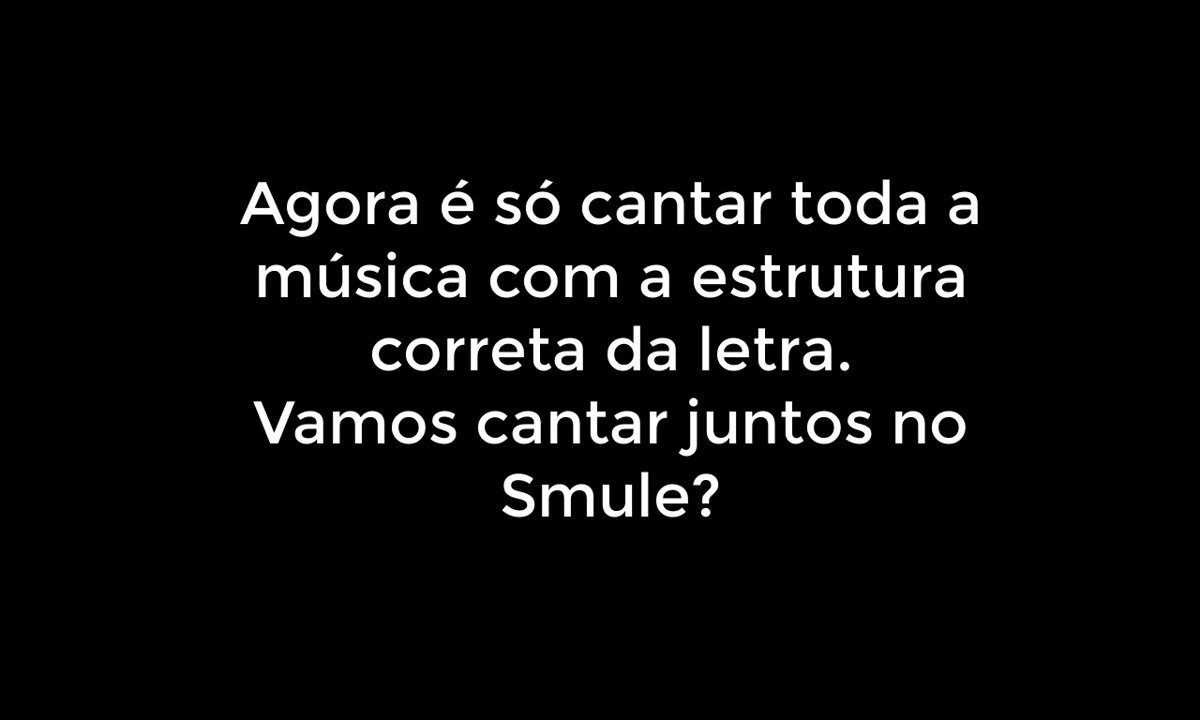 Agora é só cantar toda a
música com a estrutura
correta da letra.
Vamos cantar juntos no
Smule?